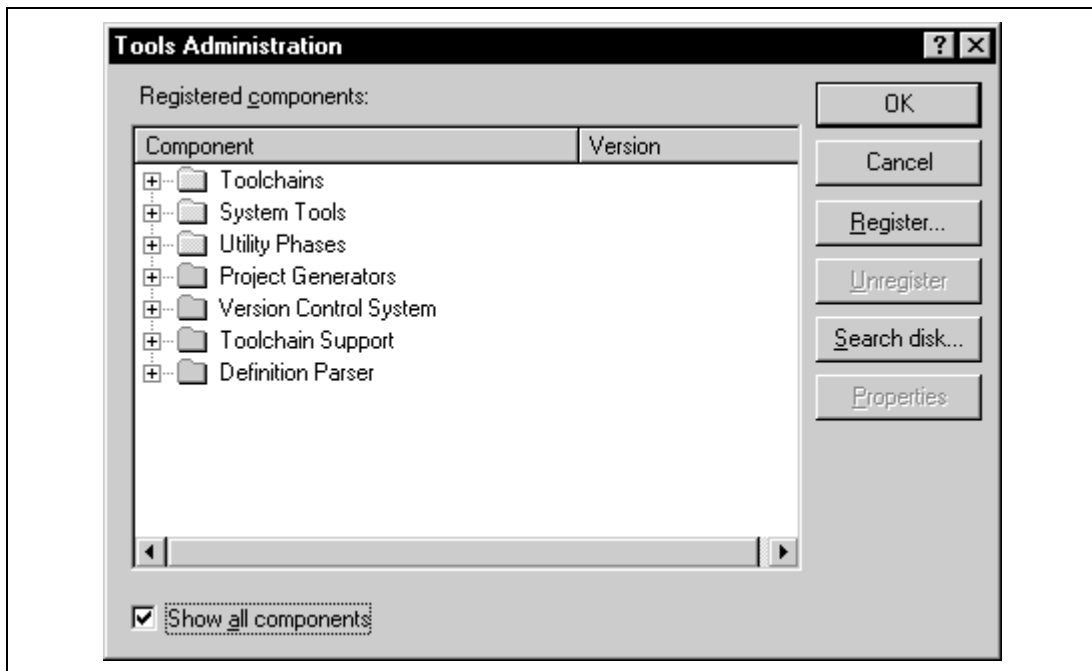 Tools Administration
Registered components:
Component Version
Toolchains
System Tools
Utility Phases
Project Generators
Version Control System
Toolchain Support
Definition Parser
Show all components
OK
Cancel
Register...
Unregister
Search disk...
Properties